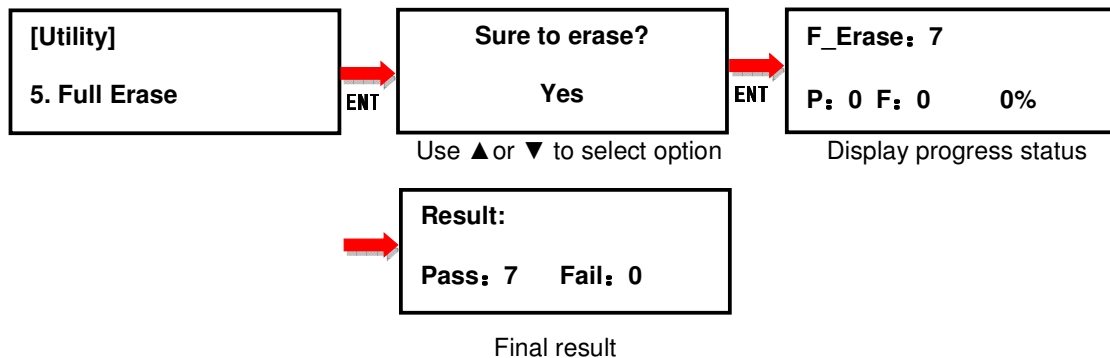 [Utility]
5. Full Erase
ENT
Sure to erase?
Yes
Use ▲or ▼ to select option
ENT
F_Erase：7
P：0 F：0 0%
Display progress status
Result:
Pass：7 Fail：0
Final result